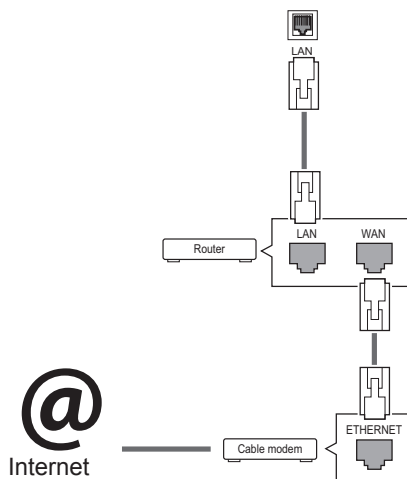 LAN
LAN WAN
Router
ETHERNET
@
Cable modem
Internet